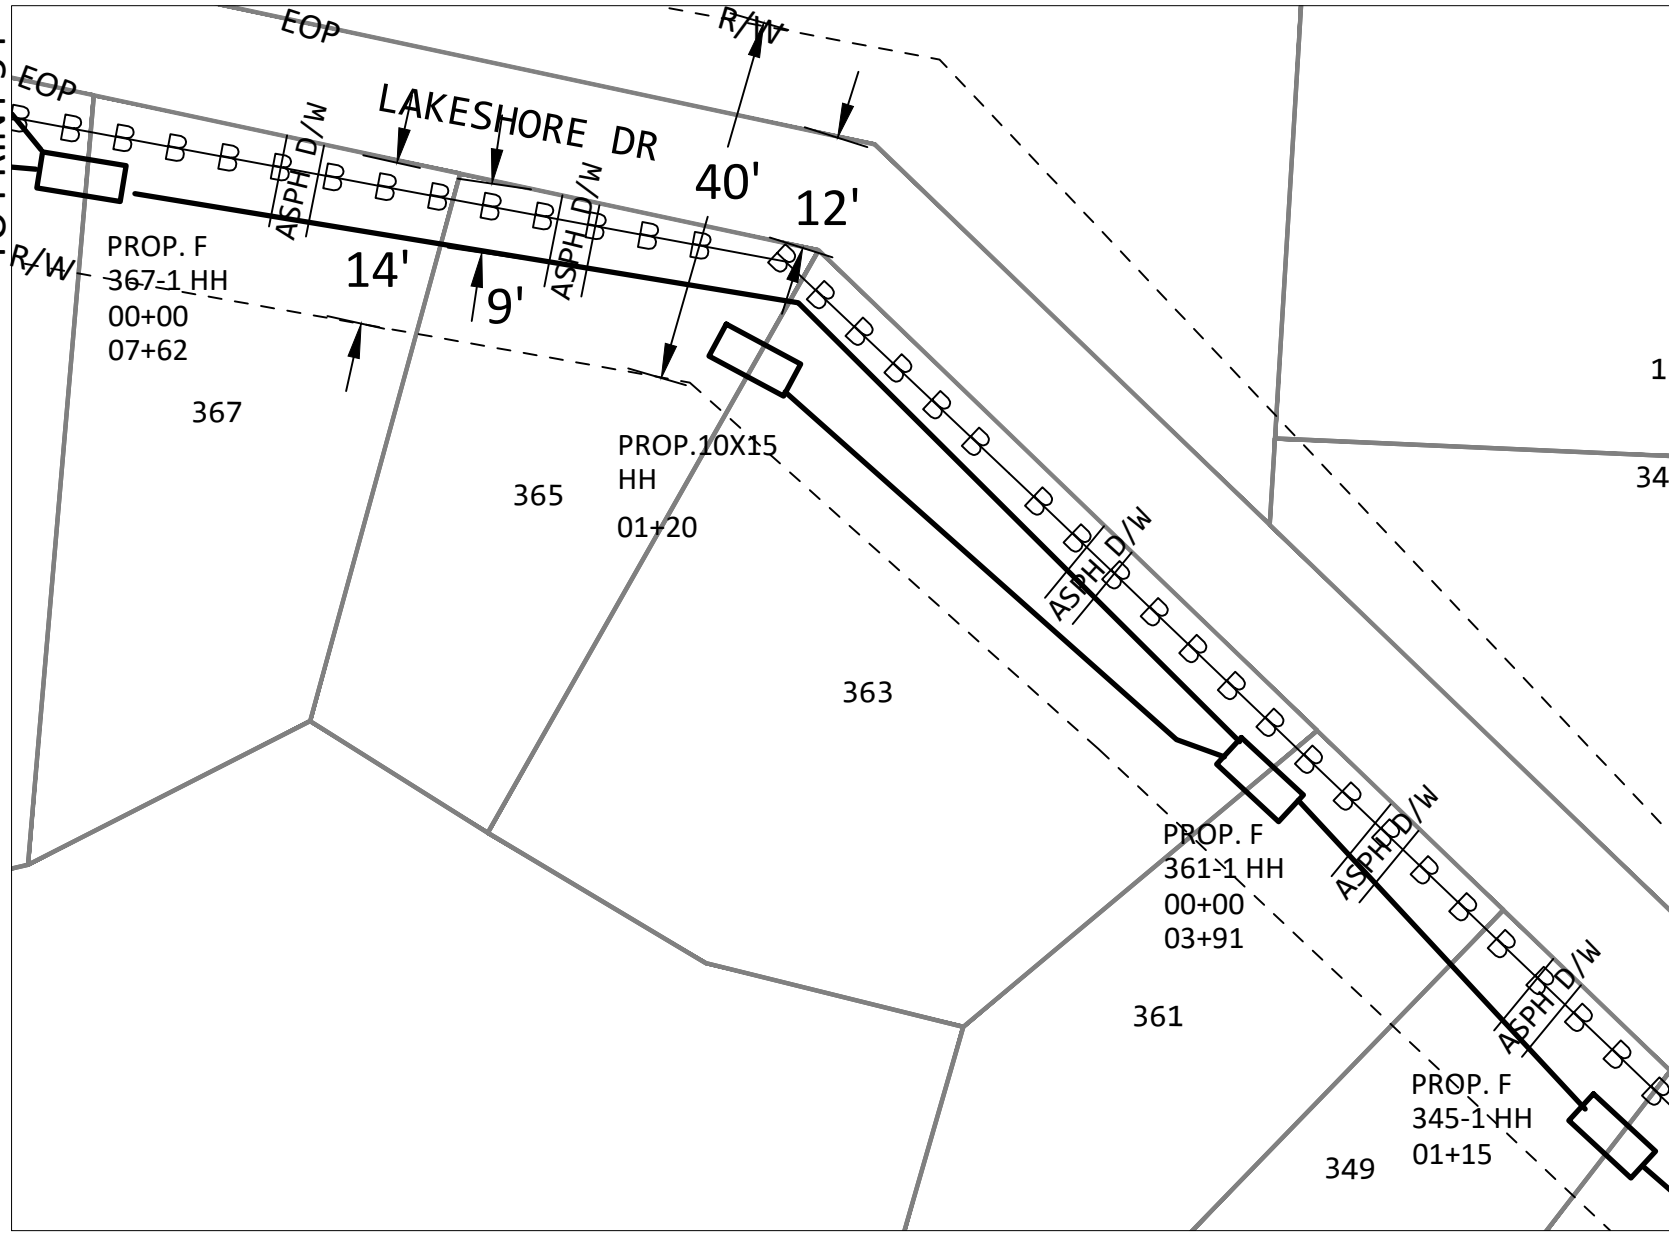 EOP
R/W
EOP
LAKESHORE DR
ASPH D/W
ASPH D/W
40'
12'
PROP. F
367-1 HH
00+00
07+62
R/W
14'
9'
367
365
PROP.10X15
HH
01+20
1
34
ASPH D/W
363
PROP. F
361-1 HH
00+00
03+91
ASPH D/W
361
ASPH D/W
PROP. F
345-1 HH
01+15
349
B B B B B B B B B B B B B B B
B B B B B B B B B B B B B B B B B B B B B B